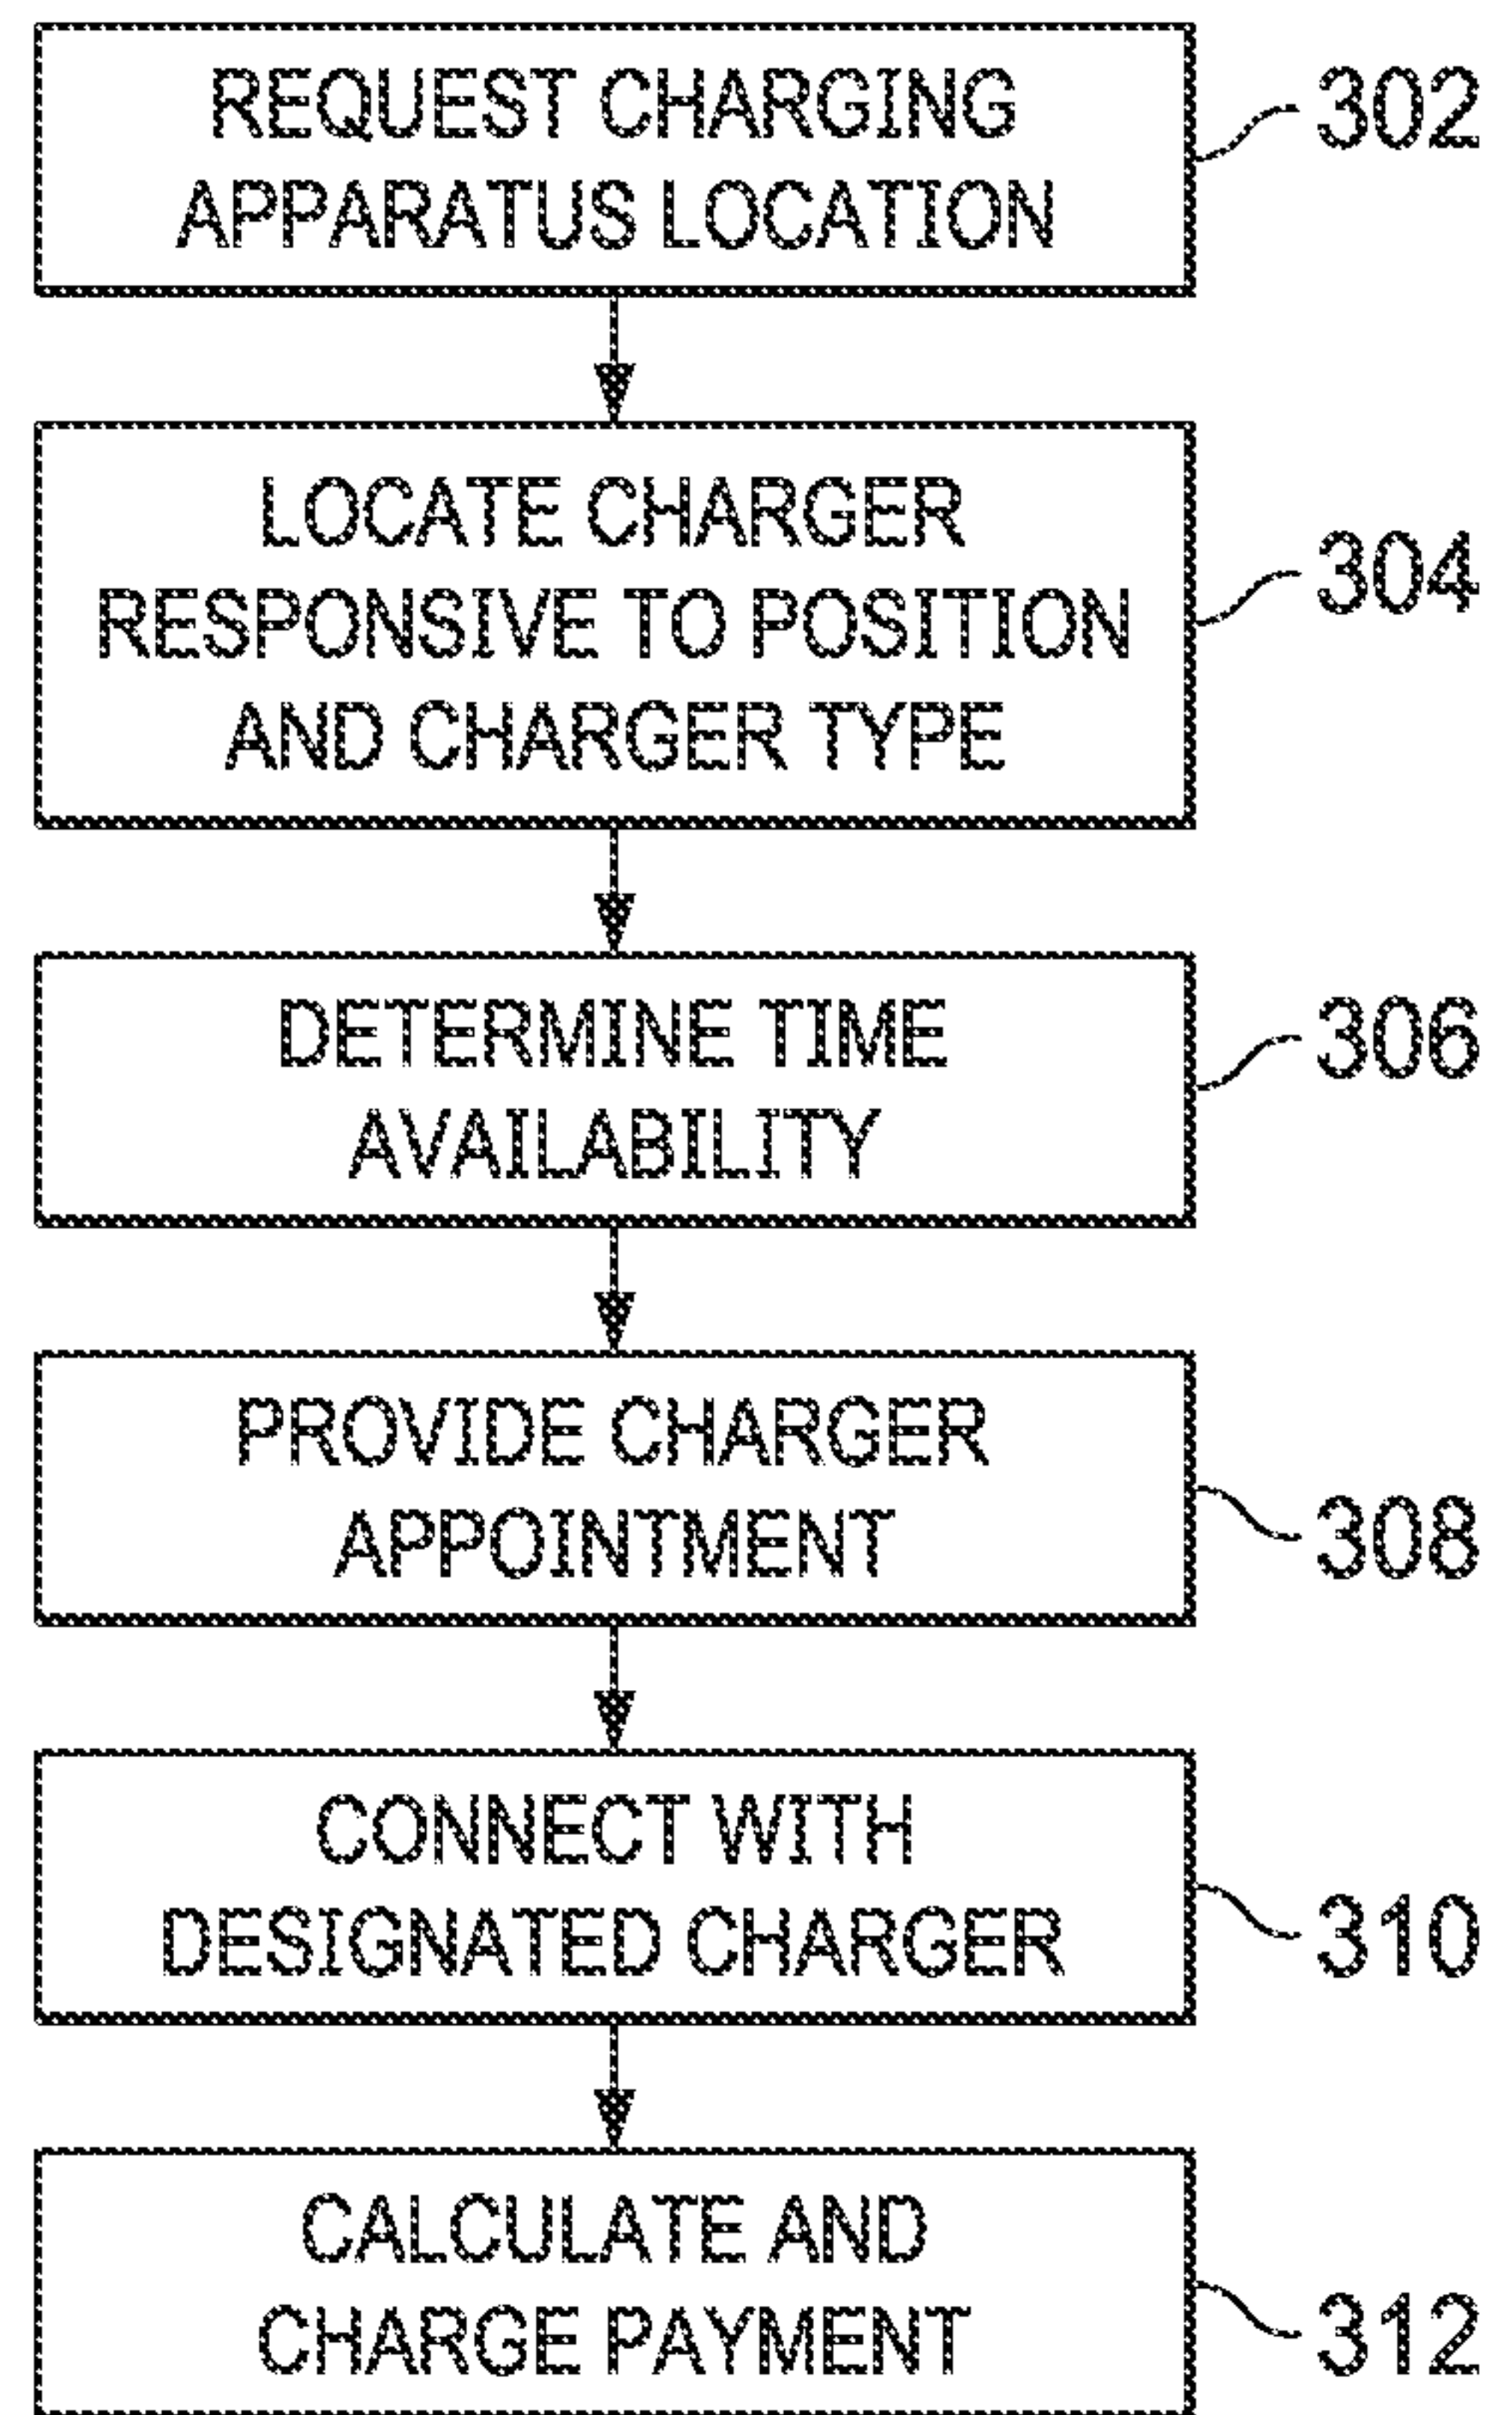 REQUEST CHARGING
APPARATUS LOCATION
302
LOCATE CHARGER
RESPONSIVE TO POSITION
AND CHARGER TYPE
304
DETERMINE TIME
AVAILABILITY
306
PROVIDE CHARGER
APPOINTMENT
308
CONNECT WITH
DESIGNATED CHARGER
310
CALCULATE AND
CHARGE PAYMENT
312